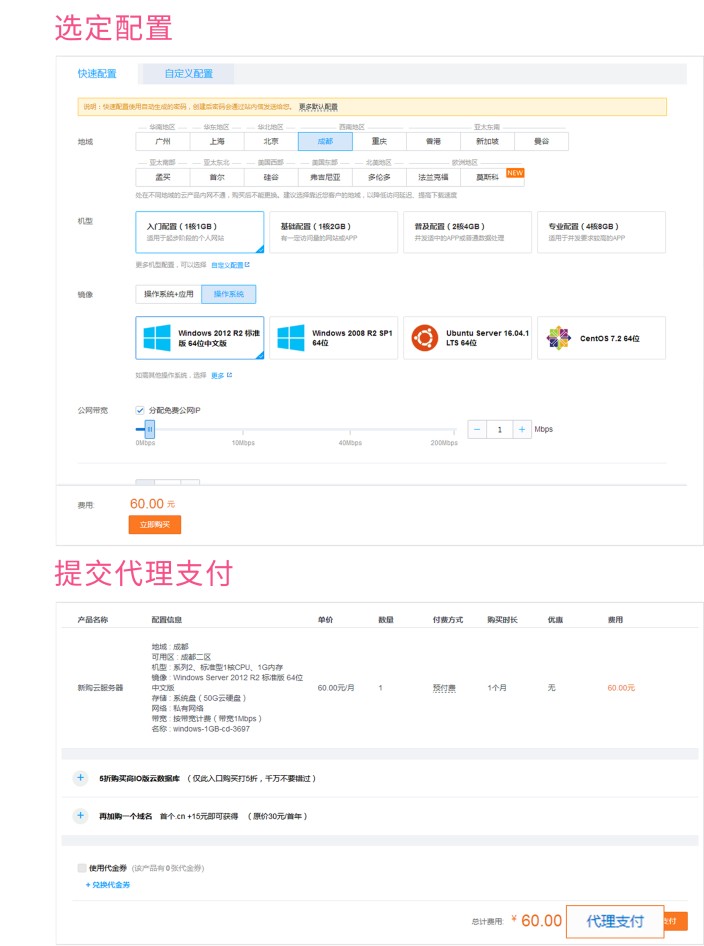 选定配置
快速配置 自定义配置
说明：快速配置使用自动生成的密码，创建后密码会通过站内信发送给您。 更多默认配置
华南地区 华东地区 华北地区 西南地区 亚太东南
地域 广州 上海 北京 成都 重庆 香港 新加坡 曼谷
亚太南部 亚太东北 美国西部 美国东部 北美地区 欧洲地区
孟买 首尔 硅谷 弗吉尼亚 多伦多 法兰克福 莫斯科 NEW
处在不同地域的云产品内网不通，购买后不能更换。建议选择靠近您客户的地域，以降低访问延迟、提高下载速度
机型 入门配置（1核1GB） 基础配置（1核2GB） 普及配置（2核4GB） 专业配置（4核8GB）
适用于起步阶段的个人网站 有一定访问量的网站或APP 并发适中的APP或普通数据处理 适用于并发要求较高的APP
更多机型配置，可以选择 自定义配置
镜像 操作系统+应用 操作系统
Windows 2012 R2 标准版 64位中文版 Windows 2008 R2 SP1 64位 Ubuntu Server 16.04.1 LTS 64位 CentOS 7.2 64位
如需其他操作系统，选择 更多
公网带宽 分配免费公网IP
− 1 + Mbps
0Mbps 10Mbps 40Mbps 200Mbps
费用: 60.00 元
立即购买
提交代理支付
产品名称 配置信息 单价 数量 付费方式 购买时长 优惠 费用
地域 : 成都
可用区 : 成都二区
机型 : 系列2、标准型1核CPU、1G内存
镜像 : Windows Server 2012 R2 标准版 64位
新购云服务器 中文版 60.00元/月 1 预付费 1个月 无 60.00元
存储 : 系统盘（50G云硬盘）
网络 : 私有网络
带宽 : 按带宽计费（带宽1Mbps）
名称 : windows-1GB-cd-3697
+ 5折购买高IO版云数据库 （仅此入口购买打5折，千万不要错过）
+ 再加购一个域名 首个.cn +15元即可获得 （原价30元/首年）
使用代金券 (该产品有0张代金券)
+ 兑换代金券
总计费用: ¥ 60.00 代理支付 支付